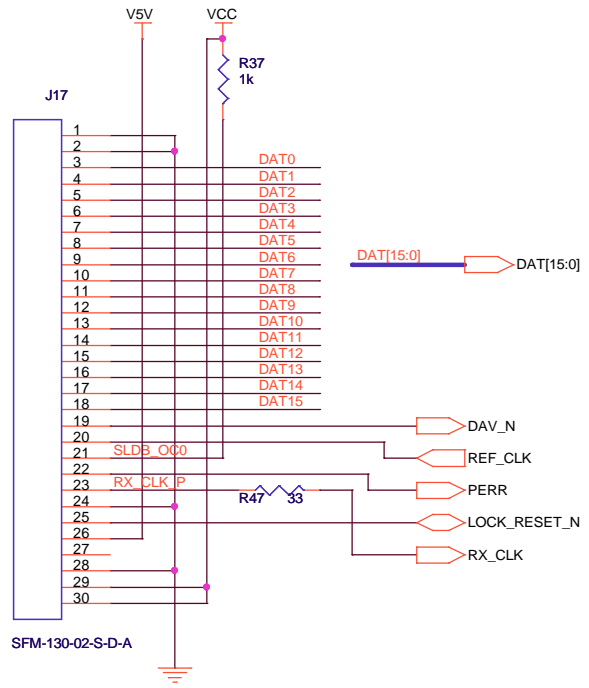 V5V
VCC
R37
1k
J17
1
2
3 DAT0
4 DAT1
5 DAT2
6 DAT3
7 DAT4
8 DAT5
9 DAT6
10 DAT7
11 DAT8
12 DAT9
13 DAT10
14 DAT11
15 DAT12
16 DAT13
17 DAT14
18 DAT15
DAT[15:0] DAT[15:0]
19 DAV_N
20 REF_CLK
21 SLDB_OC0
22 PERR
23 RX_CLK_P R47 33
24
25 LOCK_RESET_N
26
27 RX_CLK
28
29
30
SFM-130-02-S-D-A